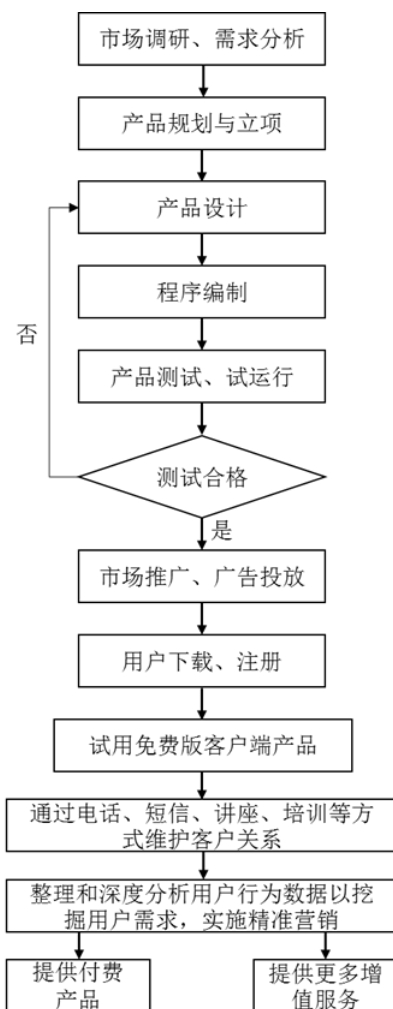 市场调研、需求分析
产品规划与立项
产品设计
程序编制
否
产品测试、试运行
测试合格
是
市场推广、广告投放
用户下载、注册
试用免费版客户端产品
通过电话、短信、讲座、培训等方
式维护客户关系
整理和深度分析用户行为数据以挖
掘用户需求，实施精准营销
提供付费
产品
提供更多增
值服务